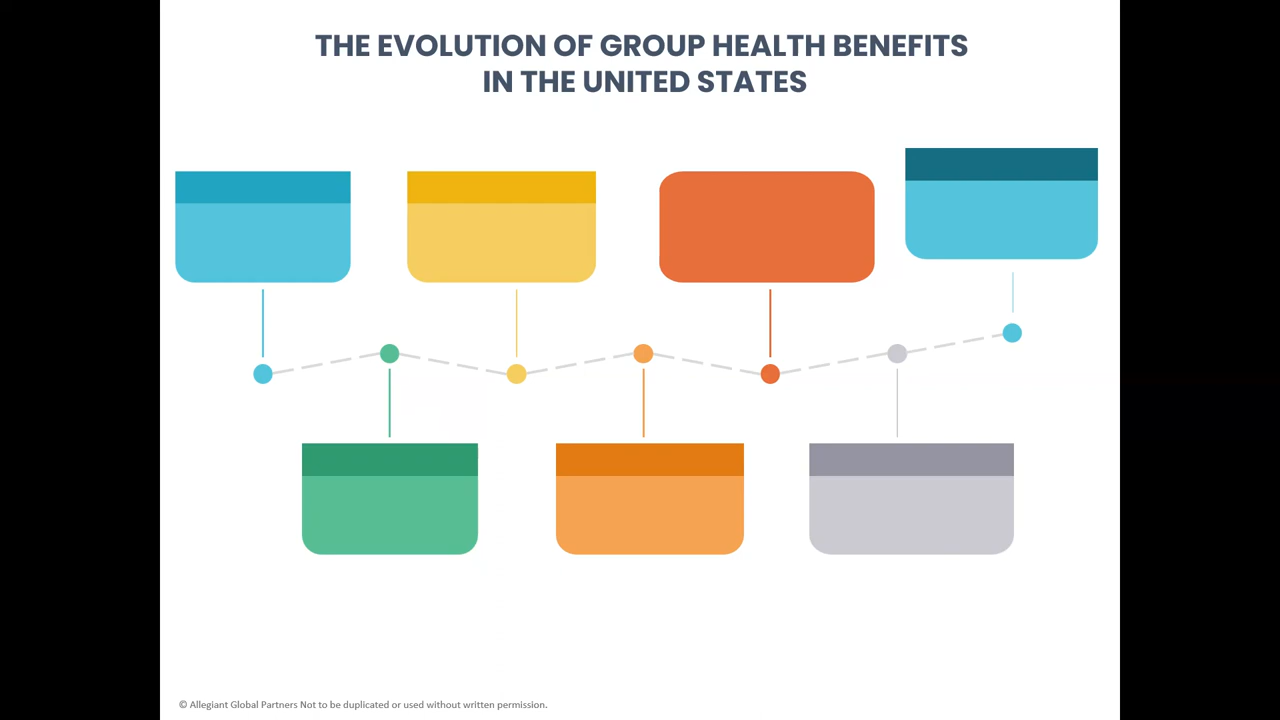 THE EVOLUTION OF GROUP HEALTH BENEFITS
IN THE UNITED STATES
© Allegiant Global Partners Not to be duplicated or used without written permission.